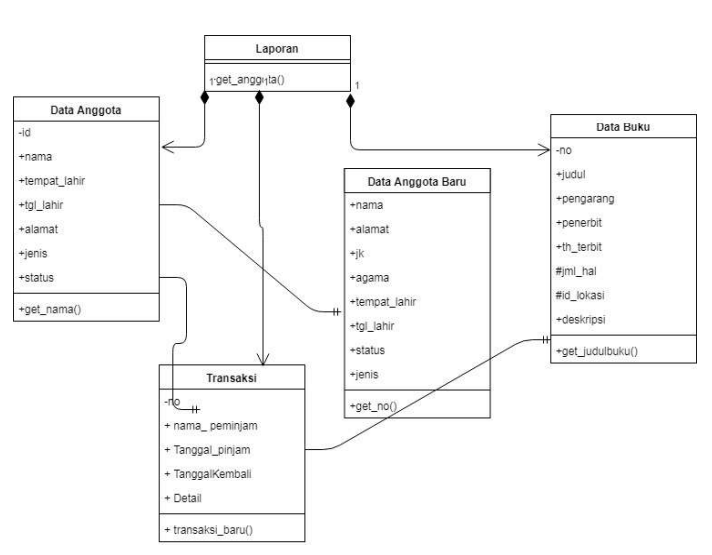 Laporan
+get_anggota()
1
1
1
Data Anggota
-id
+nama
+tempat_lahir
+tgl_lahir
+alamat
+jenis
+status
+get_nama()
Data Anggota Baru
+nama
+alamat
+jk
+agama
+tempat_lahir
+tgl_lahir
+status
+jenis
+get_no()
Data Buku
-no
+judul
+pengarang
+penerbit
+th_terbit
#jml_hal
#id_lokasi
+deskripsi
+get_judulbuku()
Transaksi
-no
+ nama_ peminjam
+ Tanggal_pinjam
+ TanggalKembali
+ Detail
+ transaksi_baru()